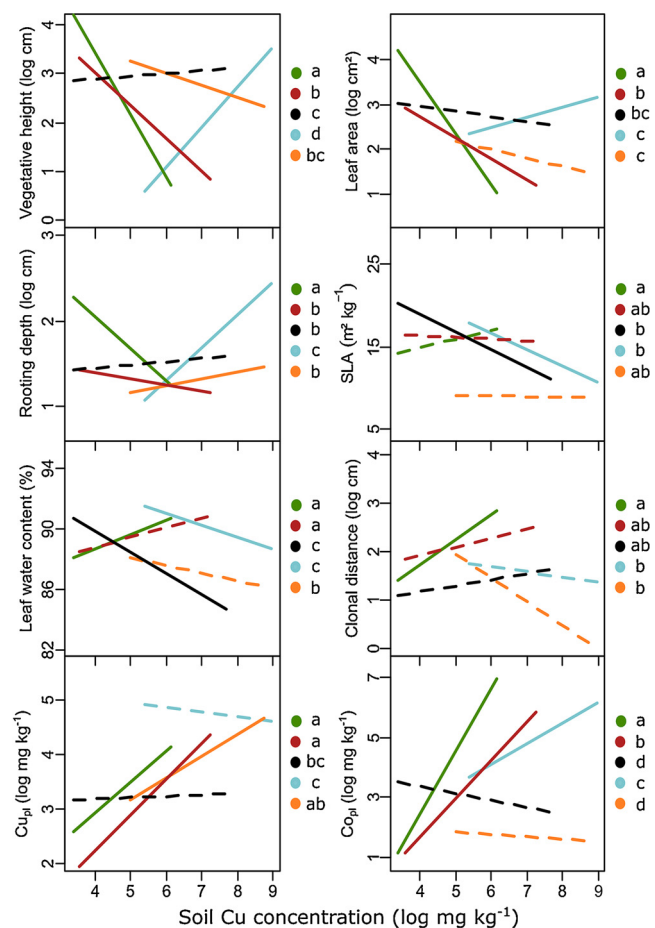 Vegetative height (log cm)
4
3
2
1
0
a
b
c
d
bc
Leaf area (log cm²)
4
3
2
1
a
b
bc
c
c
Rooting depth (log cm)
3
2
1
a
b
b
c
b
SLA (m² kg⁻¹)
25
15
5
a
ab
b
b
ab
Leaf water content (%)
94
90
86
82
a
a
c
c
b
Clonal distance (log cm)
4
3
2
1
0
a
ab
ab
b
b
Cuₚₗ (log mg kg⁻¹)
5
4
3
2
a
a
bc
c
ab
Coₚₗ (log mg kg⁻¹)
7
5
3
1
a
b
d
c
d
4 5 6 7 8 9
4 5 6 7 8 9
Soil Cu concentration (log mg kg⁻¹)